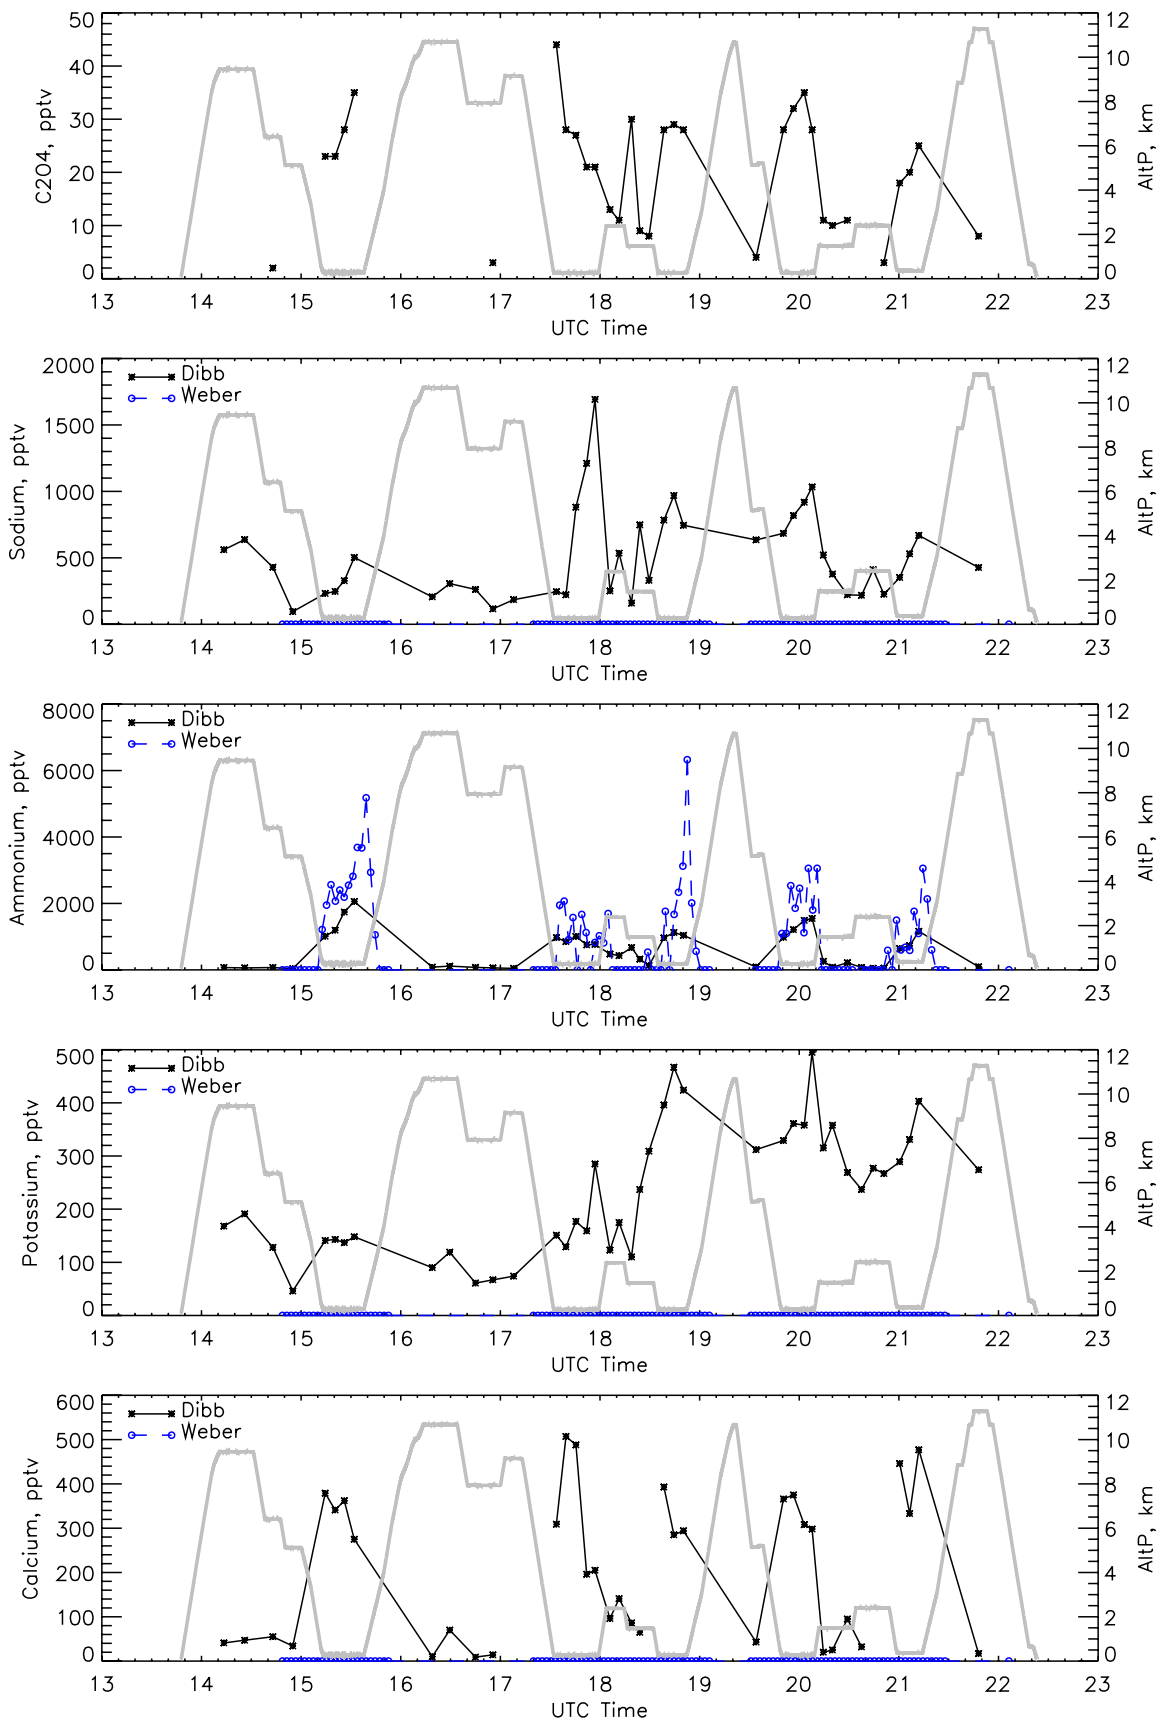 50 12
40 10
30 8
C2O4, pptv 6 AltP, km
20 4
10 2
0 0
13 14 15 16 17 18 19 20 21 22 23
UTC Time
2000 12
Dibb
Weber
1500 10
8
Sodium, pptv 1000 6 AltP, km
4
500 2
0 0
13 14 15 16 17 18 19 20 21 22 23
UTC Time
8000 12
Dibb
Weber
6000 10
8
Ammonium, pptv 4000 6 AltP, km
4
2000 2
0 0
13 14 15 16 17 18 19 20 21 22 23
UTC Time
500 12
Dibb
Weber
400 10
8
300 6
Potassium, pptv AltP, km
200 4
100 2
0 0
13 14 15 16 17 18 19 20 21 22 23
UTC Time
600 12
Dibb
Weber
500 10
400 8
Calcium, pptv 300 6 AltP, km
200 4
100 2
0 0
13 14 15 16 17 18 19 20 21 22 23
UTC Time